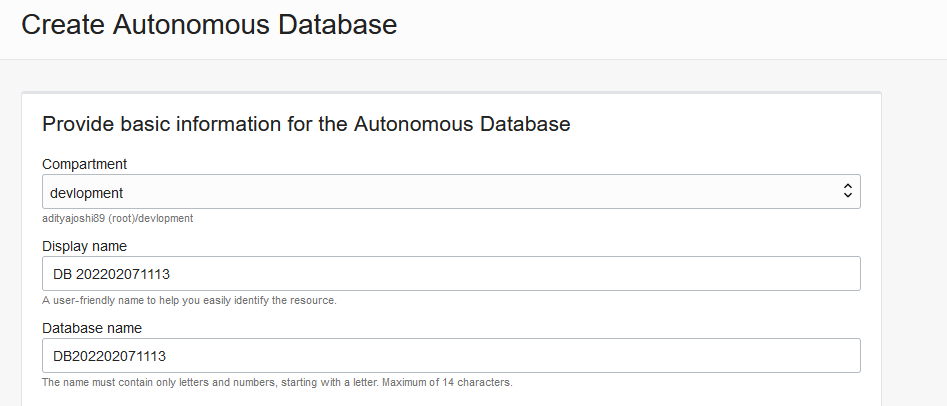 Create Autonomous Database
Provide basic information for the Autonomous Database
Compartment
devlopment
adityajoshi89 (root)/devlopment
Display name
DB 202202071113
A user-friendly name to help you easily identify the resource.
Database name
DB202202071113
The name must contain only letters and numbers, starting with a letter. Maximum of 14 characters.